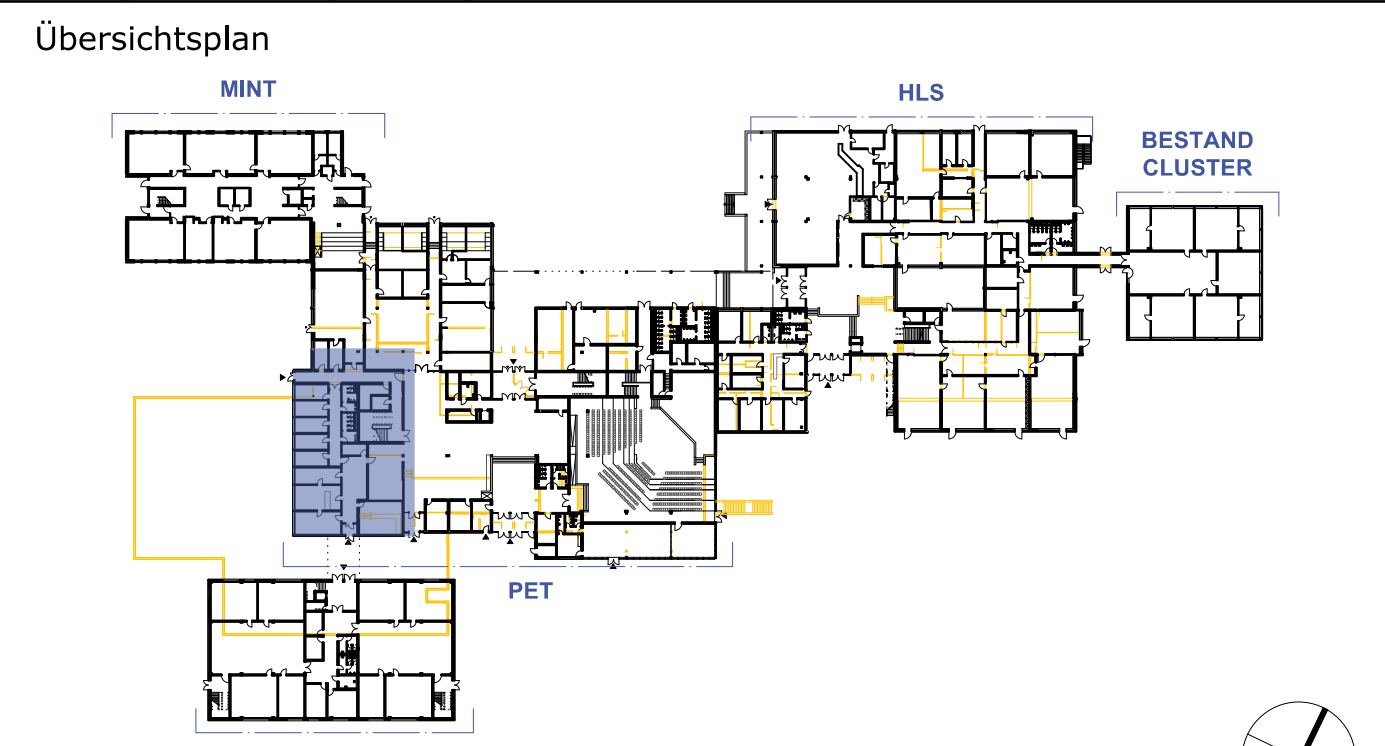 Übersichtsplan
MINT
HLS
BESTAND
CLUSTER
PET